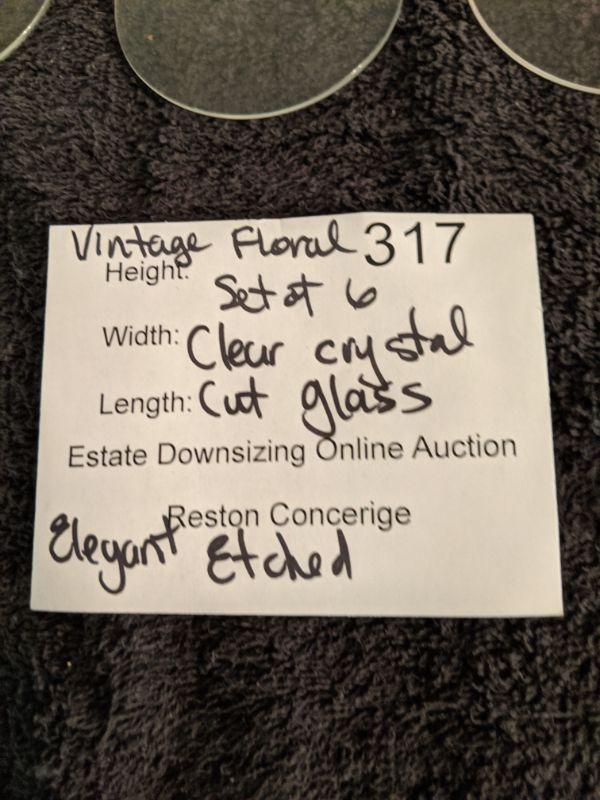 Vintage Floral 317
Height:
Set of 6
Width: Clear crystal
Length: Cut glass
Estate Downsizing Online Auction
Reston Concerige
Elegant Etched